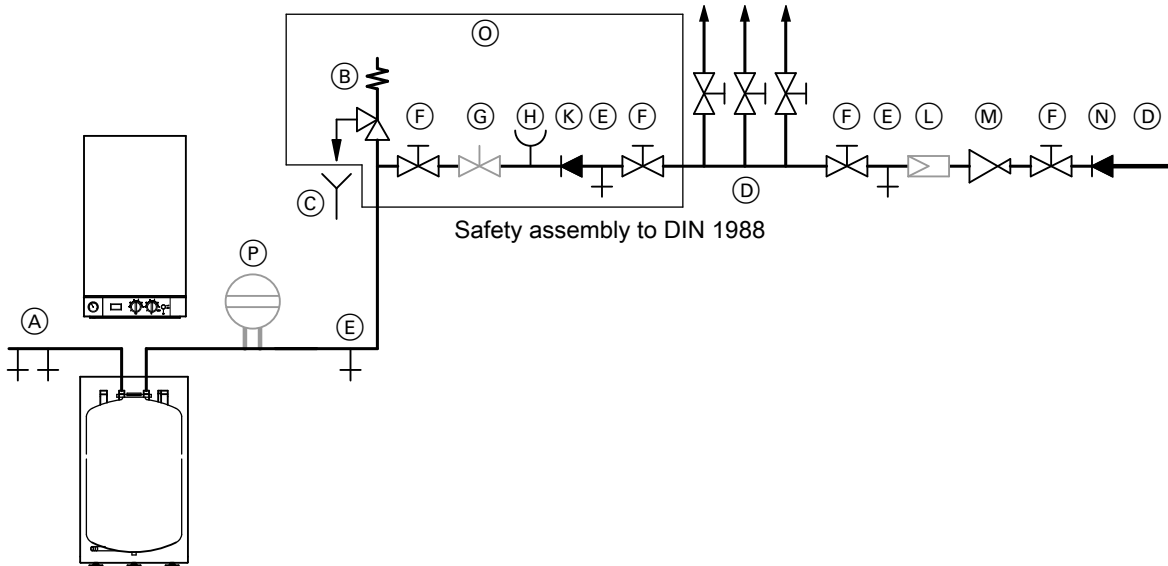 O
B
F G H K E F F E L M F N D
C
D
Safety assembly to DIN 1988
P
A
E